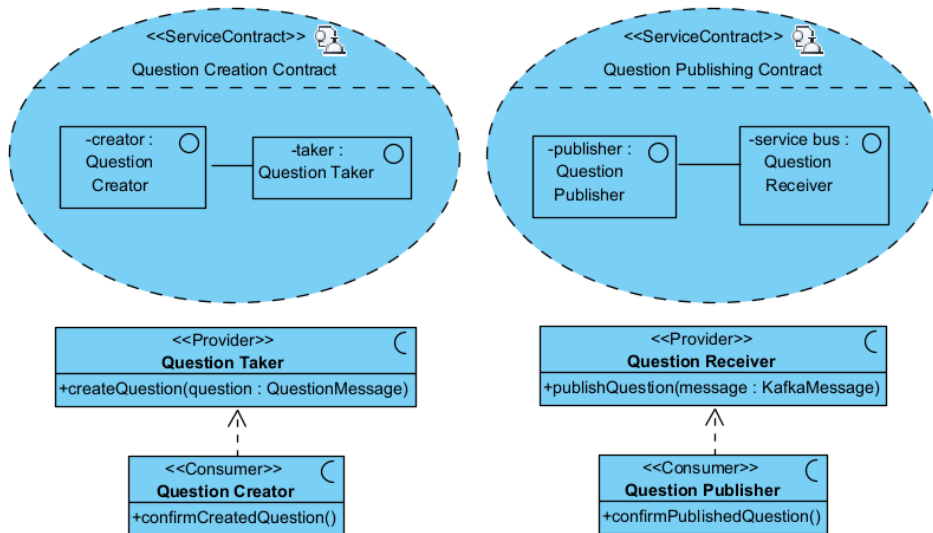 <<ServiceContract>>
Question Creation Contract
-creator :
Question
Creator
-taker :
Question Taker
<<ServiceContract>>
Question Publishing Contract
-publisher :
Question
Publisher
-service bus :
Question
Receiver
<<Provider>>
Question Taker
+createQuestion(question : QuestionMessage)
<<Consumer>>
Question Creator
+confirmCreatedQuestion()
<<Provider>>
Question Receiver
+publishQuestion(message : KafkaMessage)
<<Consumer>>
Question Publisher
+confirmPublishedQuestion()